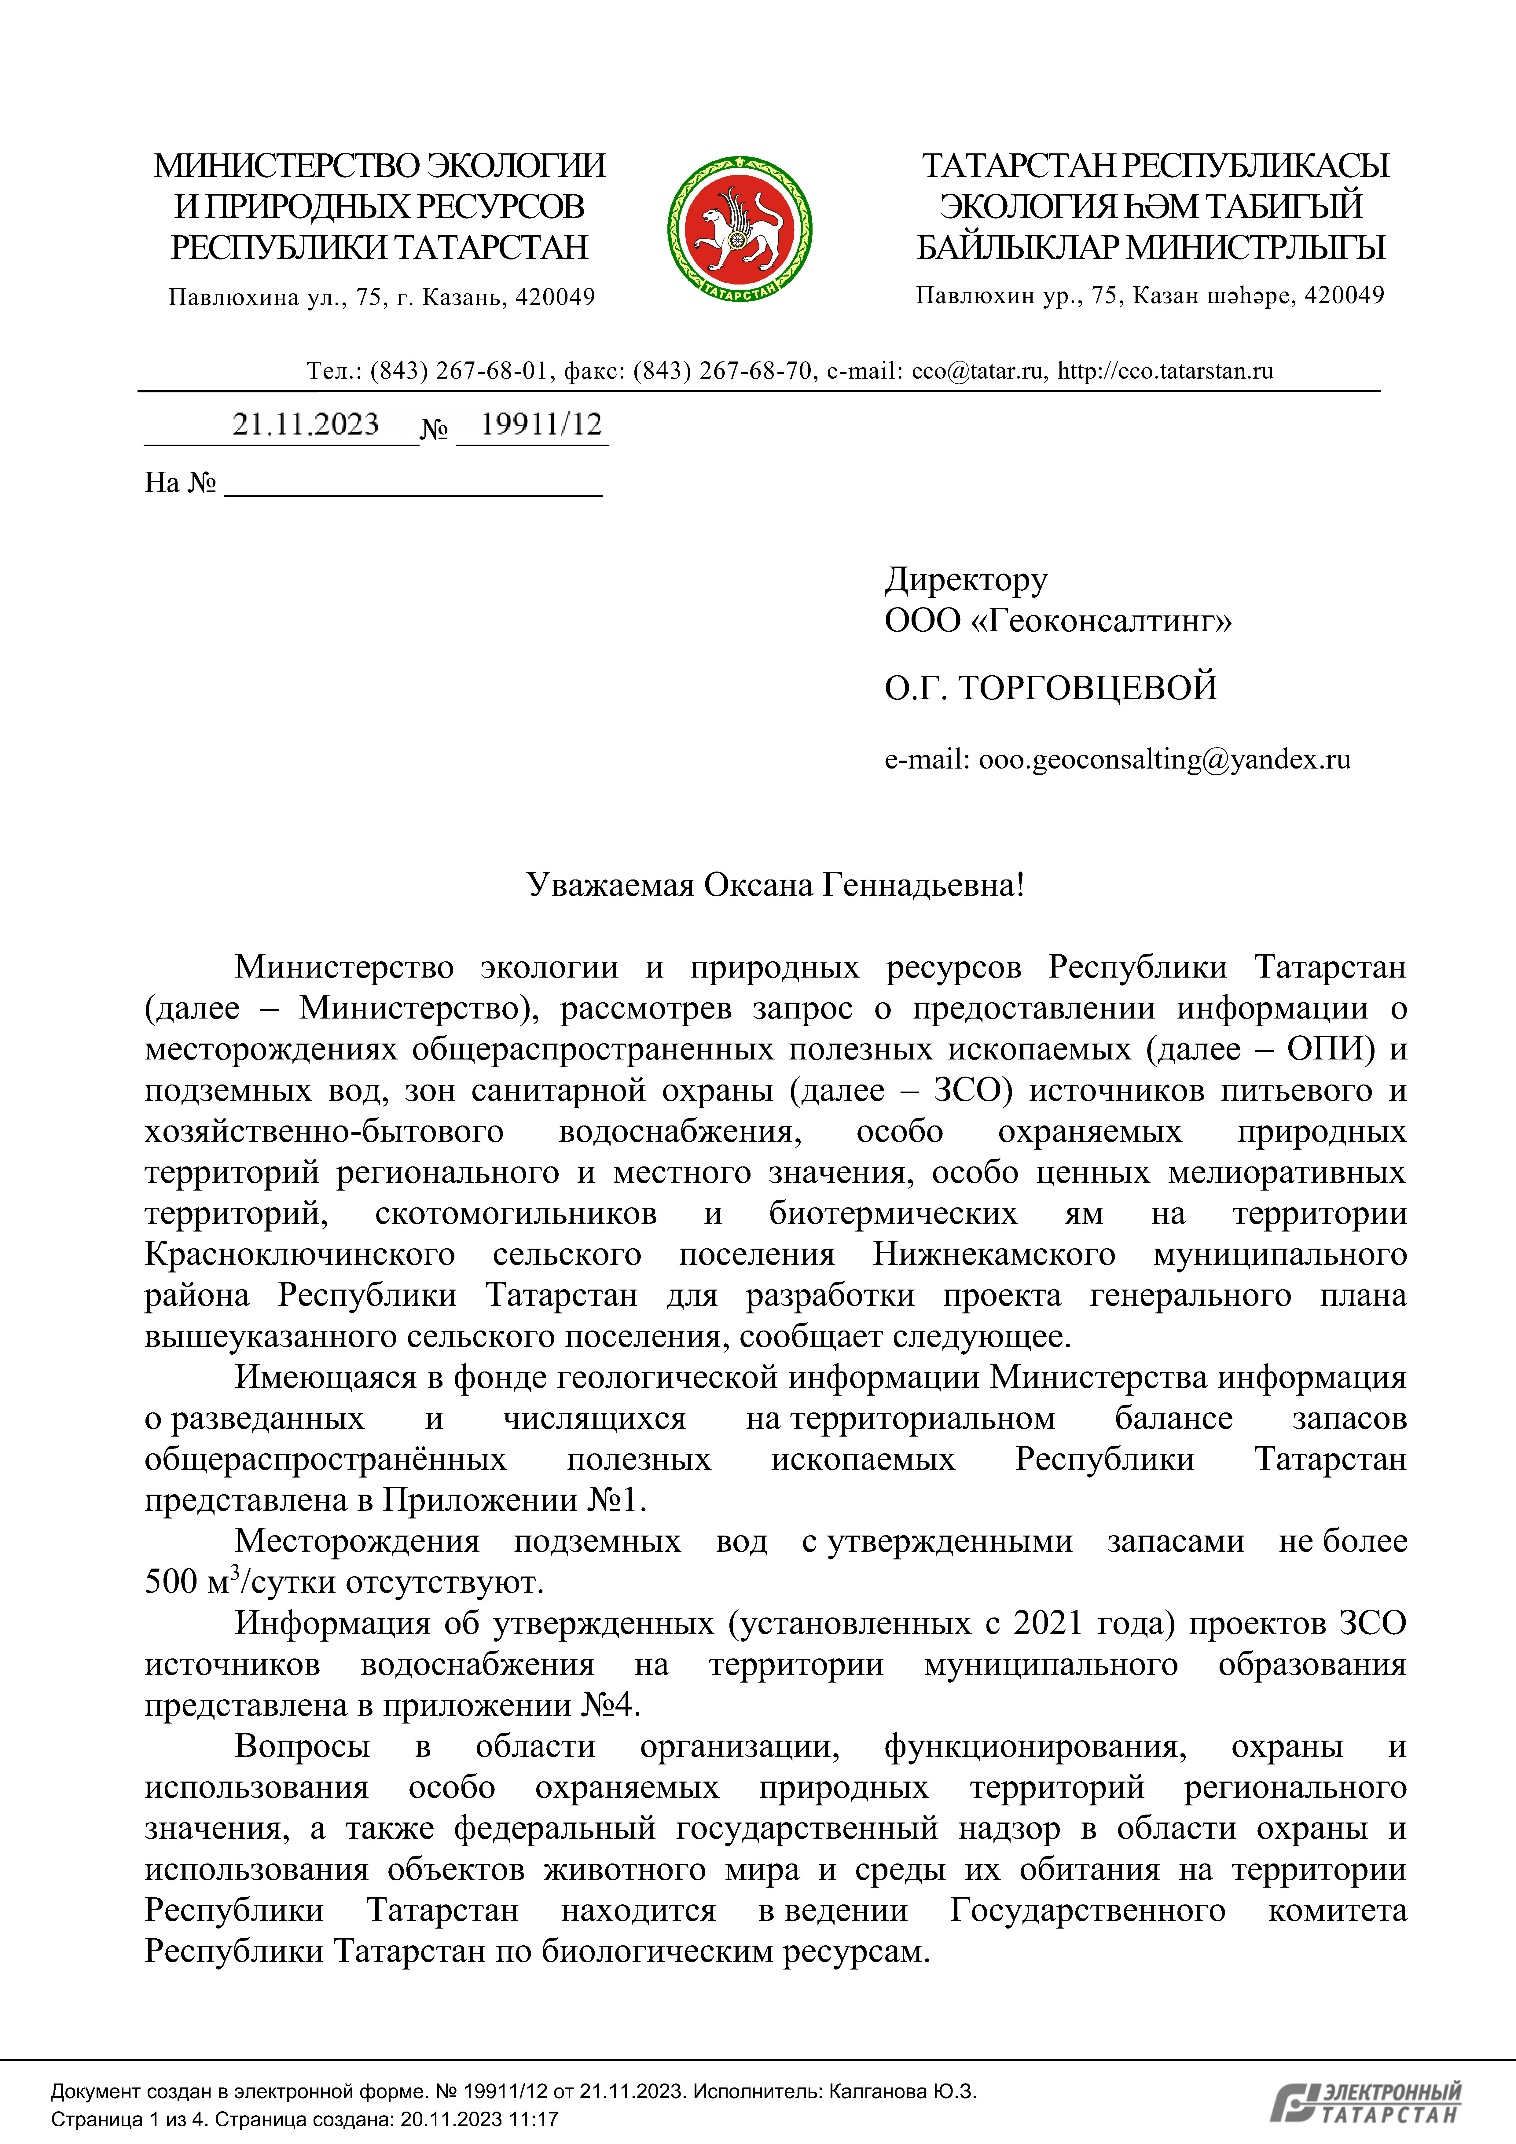 МИНИСТЕРСТВО ЭКОЛОГИИ
И ПРИРОДНЫХ РЕСУРСОВ
РЕСПУБЛИКИ ТАТАРСТАН
Павлюхина ул., 75, г. Казань, 420049
ТАТАРСТАН
ТАТАРСТАН РЕСПУБЛИКАСЫ
ЭКОЛОГИЯ ҺӘМ ТАБИГЫЙ
БАЙЛЫКЛАР МИНИСТРЛЫГЫ
Павлюхин ур., 75, Казан шәһәре, 420049
Тел.: (843) 267-68-01, факс: (843) 267-68-70, e-mail: eco@tatar.ru, http://eco.tatarstan.ru
21.11.2023 № 19911/12
На №
Директору
ООО «Геоконсалтинг»
О.Г. ТОРГОВЦЕВОЙ
e-mail: ooo.geoconsalting@yandex.ru
Уважаемая Оксана Геннадьевна!
Министерство экологии и природных ресурсов Республики Татарстан
(далее – Министерство), рассмотрев запрос о предоставлении информации о
месторождениях общераспространенных полезных ископаемых (далее – ОПИ) и
подземных вод, зон санитарной охраны (далее – ЗСО) источников питьевого и
хозяйственно-бытового водоснабжения, особо охраняемых природных
территорий регионального и местного значения, особо ценных мелиоративных
территорий, скотомогильников и биотермических ям на территории
Красноключинского сельского поселения Нижнекамского муниципального
района Республики Татарстан для разработки проекта генерального плана
вышеуказанного сельского поселения, сообщает следующее.
Имеющаяся в фонде геологической информации Министерства информация
о разведанных и числящихся на территориальном балансе запасов
общераспространённых полезных ископаемых Республики Татарстан
представлена в Приложении №1.
Месторождения подземных вод с утвержденными запасами не более
500 м³/сутки отсутствуют.
Информация об утвержденных (установленных с 2021 года) проектов ЗСО
источников водоснабжения на территории муниципального образования
представлена в приложении №4.
Вопросы в области организации, функционирования, охраны и
использования особо охраняемых природных территорий регионального
значения, а также федеральный государственный надзор в области охраны и
использования объектов животного мира и среды их обитания на территории
Республики Татарстан находится в ведении Государственного комитета
Республики Татарстан по биологическим ресурсам.
Документ создан в электронной форме. № 19911/12 от 21.11.2023. Исполнитель: Калганова Ю.З.
Страница 1 из 4. Страница создана: 20.11.2023 11:17
ЭЛЕКТРОННЫЙ
ТАТАРСТАН